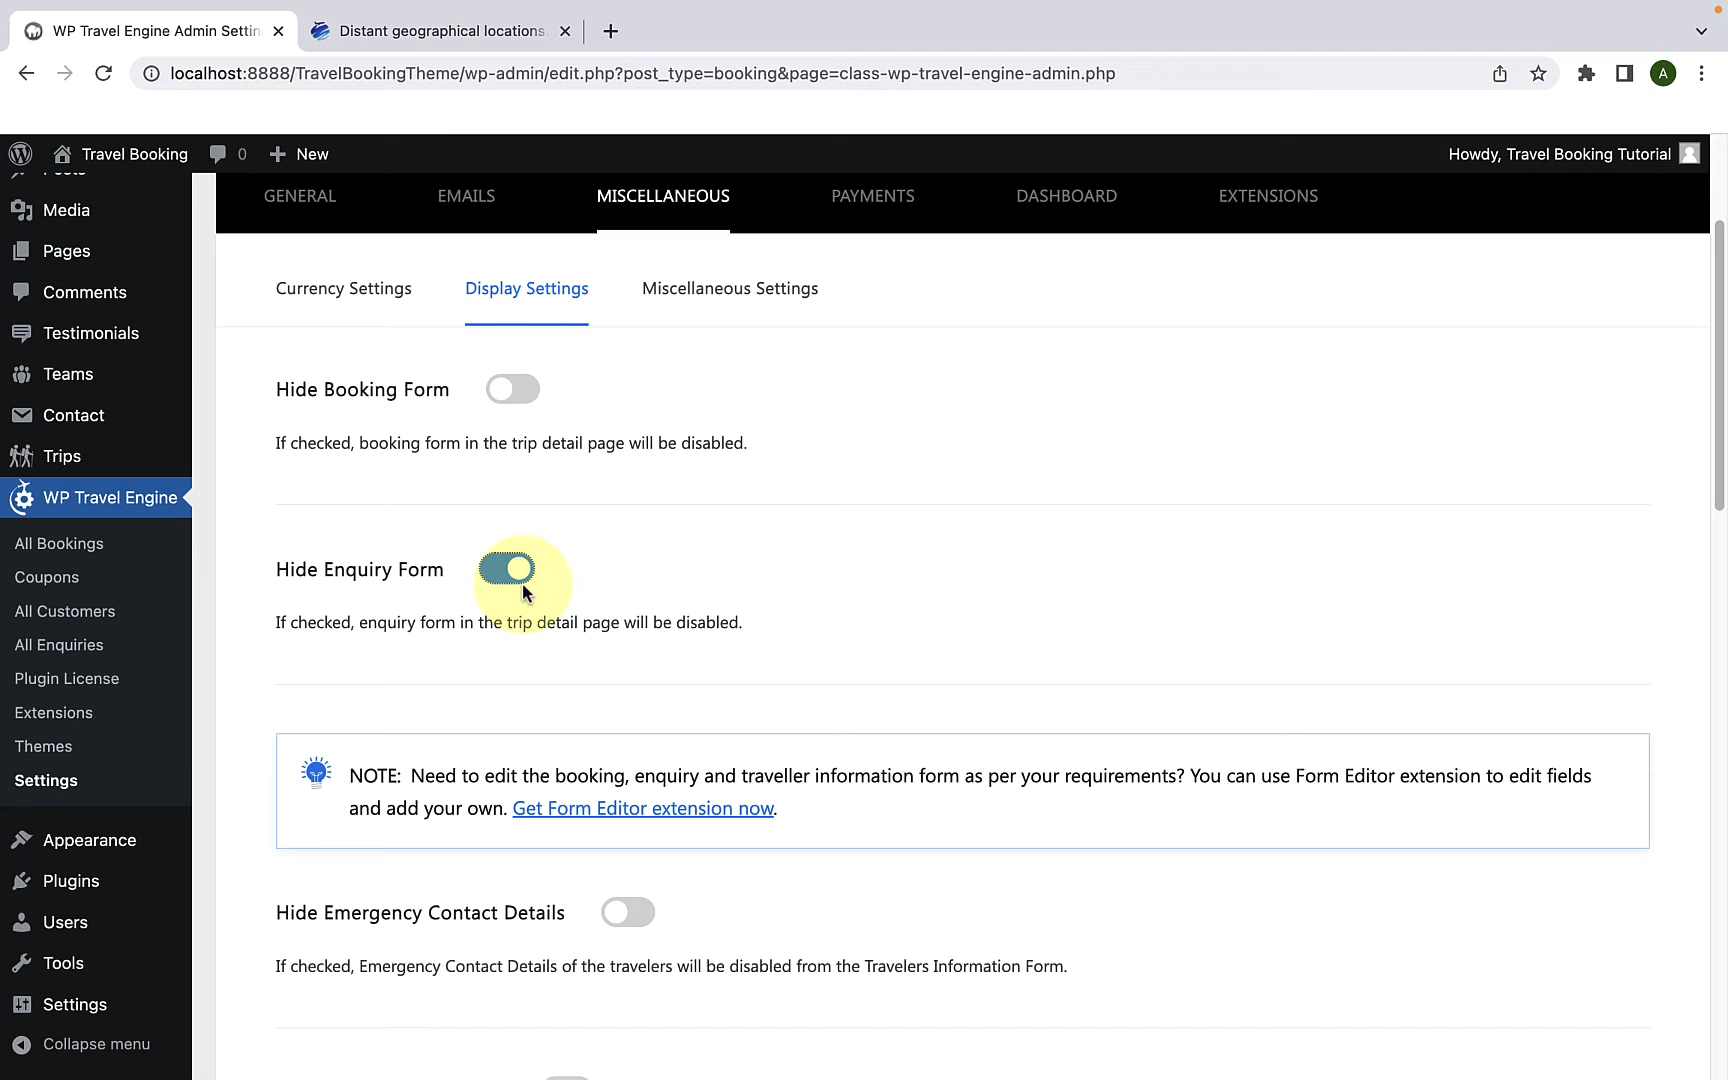 WP Travel Engine Admin Settin
Distant geographical locations.
localhost:8888/TravelBookingTheme/wp-admin/edit.php?post_type=booking&page=class-wp-travel-engine-admin.php
A
Travel Booking
0
New
Howdy, Travel Booking Tutorial
Posts
Media
Pages
Comments
Testimonials
Teams
Contact
Trips
WP Travel Engine
All Bookings
Coupons
All Customers
All Enquiries
Plugin License
Extensions
Themes
Settings
Appearance
Plugins
Users
Tools
Settings
Collapse menu
GENERAL
EMAILS
MISCELLANEOUS
PAYMENTS
DASHBOARD
EXTENSIONS
Currency Settings
Display Settings
Miscellaneous Settings
Hide Booking Form
If checked, booking form in the trip detail page will be disabled.
Hide Enquiry Form
If checked, enquiry form in the trip detail page will be disabled.
NOTE: Need to edit the booking, enquiry and traveller information form as per your requirements? You can use Form Editor extension to edit fields
and add your own. Get Form Editor extension now.
Hide Emergency Contact Details
If checked, Emergency Contact Details of the travelers will be disabled from the Travelers Information Form.